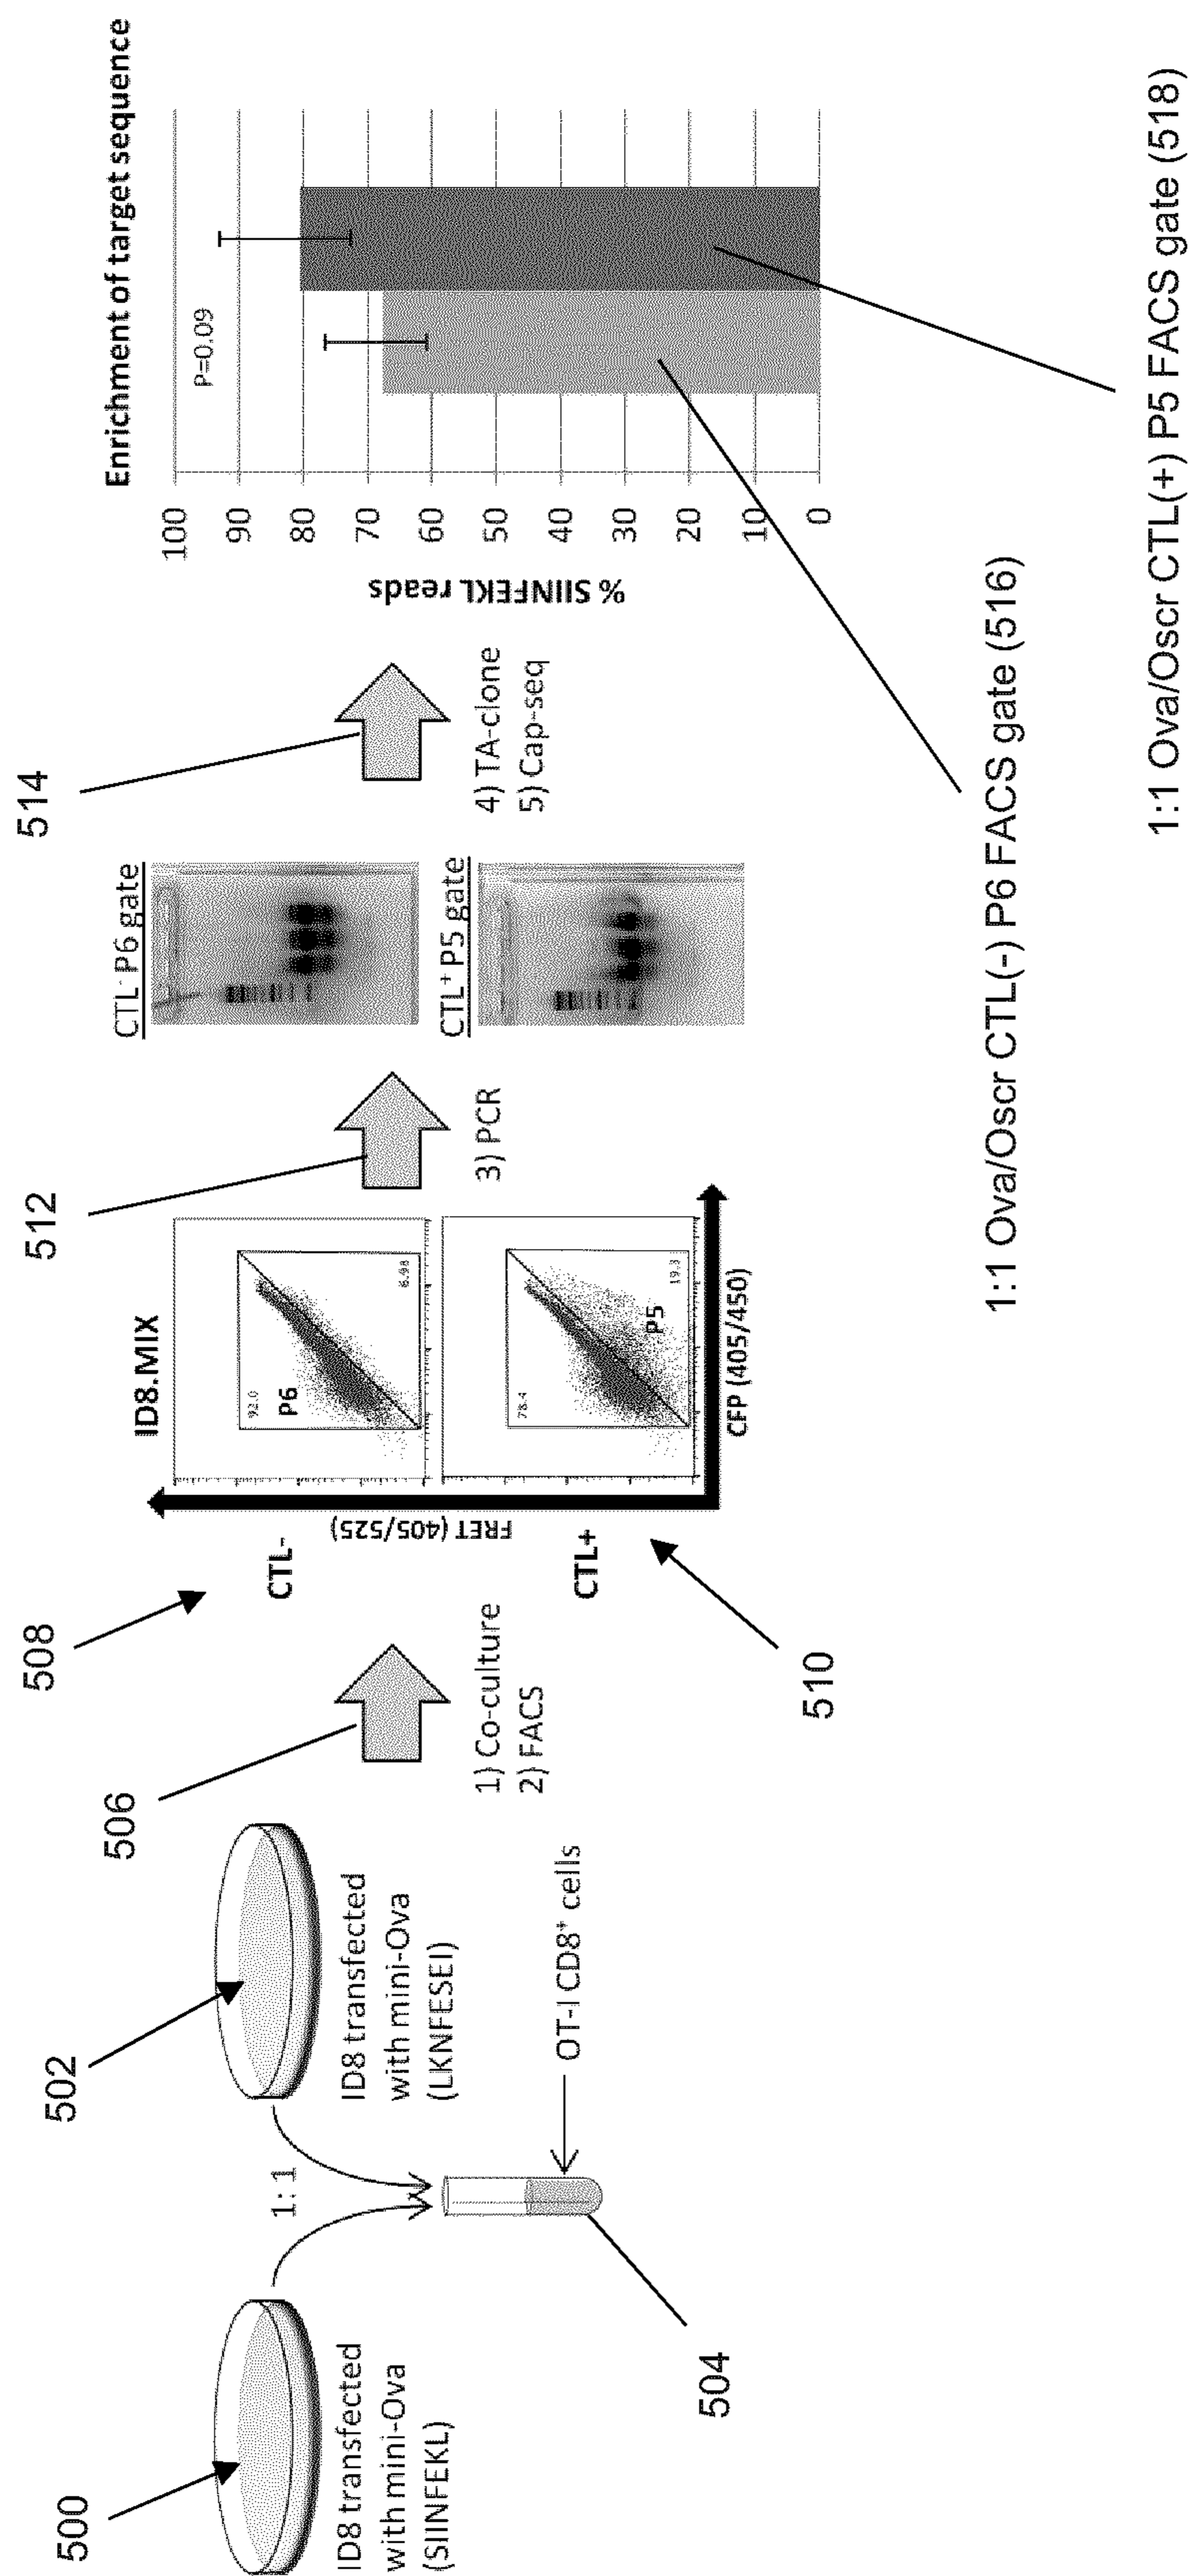 500
ID8 transfected
with mini-Ova
(SIINFEKL)
1:1
502
ID8 transfected
with mini-Ova
(LKNFESEI)
OT-I CD8+ cells
504
506
1) Co-culture
2) FACS
508
CTL-
CTL+
510
FRET (405/525)
ID8.MIX
92.0
P6
6.98
78.4
P5
19.3
CFP (405/450)
512
3) PCR
CTL- P6 gate
CTL+ P5 gate
514
4) TA-clone
5) Cap-seq
Enrichment of target sequence
% SIINFEKL reads
100
90
80
70
60
50
40
30
20
10
0
P=0.09
1:1 Ova/Oscr CTL(-) P6 FACS gate (516)
1:1 Ova/Oscr CTL(+) P5 FACS gate (518)